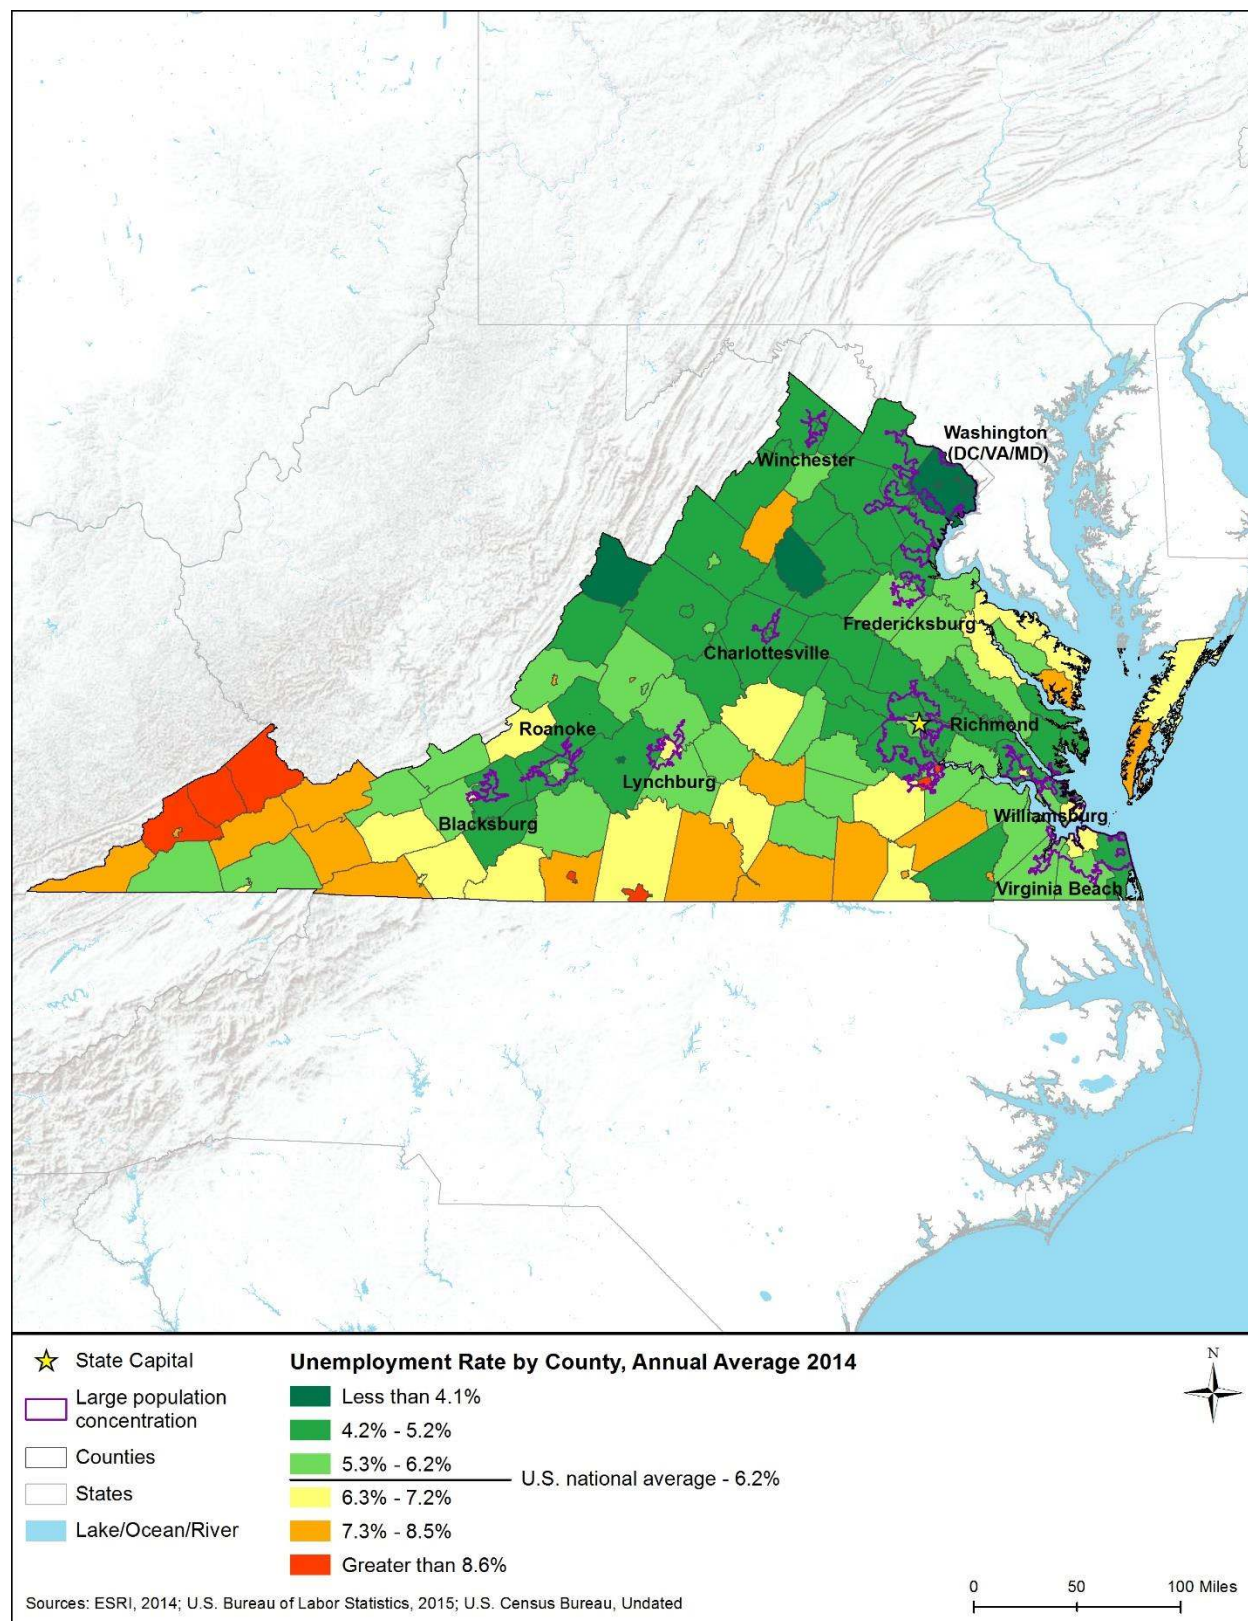 Washington
(DC/VA/MD)
Winchester
Fredericksburg
Charlottesville
Roanoke
Richmond
Lynchburg
Blacksburg
Williamsburg
Virginia Beach
State Capital
Large population
concentration
Counties
States
Lake/Ocean/River
Unemployment Rate by County, Annual Average 2014
Less than 4.1%
4.2% - 5.2%
5.3% - 6.2%
U.S. national average - 6.2%
6.3% - 7.2%
7.3% - 8.5%
Greater than 8.6%
N
0 50 100 Miles
Sources: ESRI, 2014; U.S. Bureau of Labor Statistics, 2015; U.S. Census Bureau, Undated